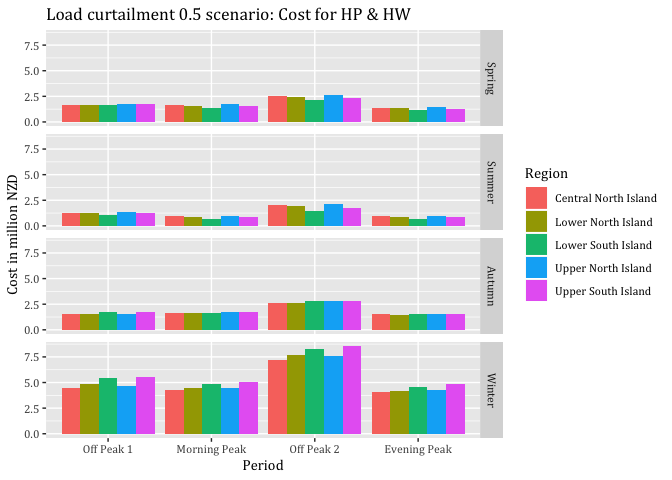 Load curtailment 0.5 scenario: Cost for HP & HW
Cost in million NZD
7.5
5.0
2.5
0.0
Spring
7.5
5.0
2.5
0.0
Summer
7.5
5.0
2.5
0.0
Autumn
7.5
5.0
2.5
0.0
Winter
Off Peak 1
Morning Peak
Off Peak 2
Evening Peak
Period
Region
Central North Island
Lower North Island
Lower South Island
Upper North Island
Upper South Island